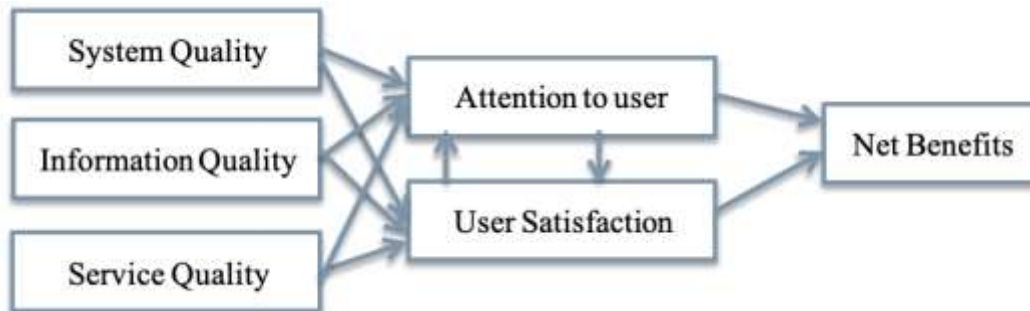 System Quality
Information Quality
Service Quality
Attention to user
User Satisfaction
Net Benefits